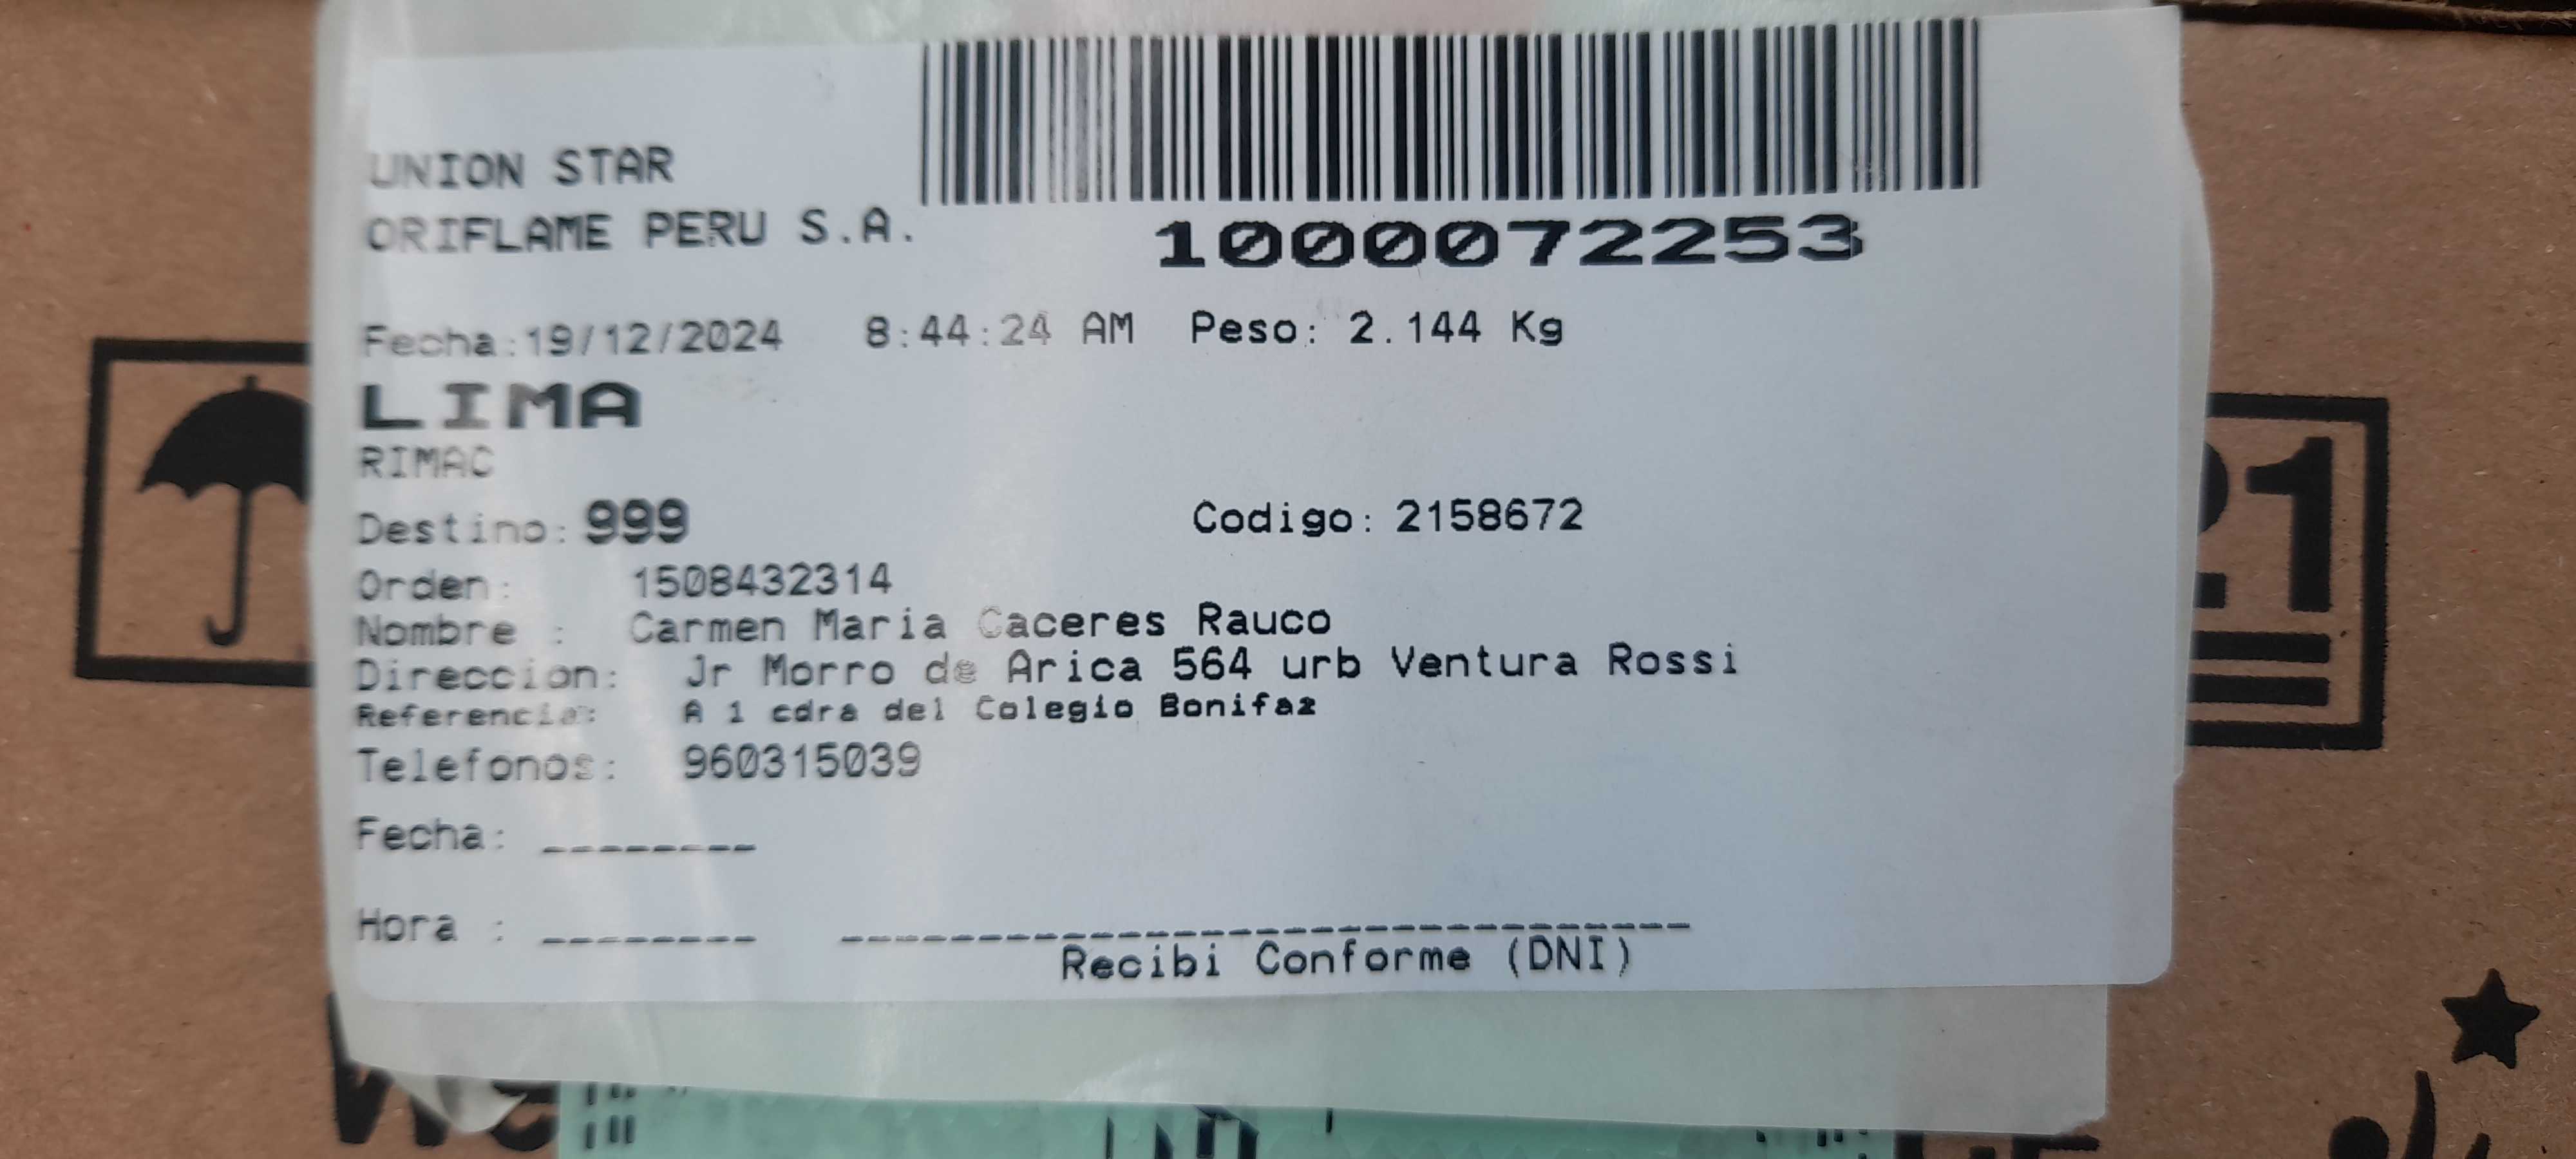 UNION STAR
ORIFLAME PERU S.A.
1000072253
Fecha:19/12/2024 8:44:24 AM Peso: 2.144 Kg
LIMA
RIMAC
Destino: 999 Codigo: 2158672
Orden: 1508432314
Nombre : Carmen Maria Caceres Rauco
Direccion: Jr Morro de Arica 564 urb Ventura Rossi
Referencia: A 1 cdra del Colegio Bonifaz
Telefonos: 960315039
Fecha: ________
Hora : ________
Recibi Conforme (DNI)
21